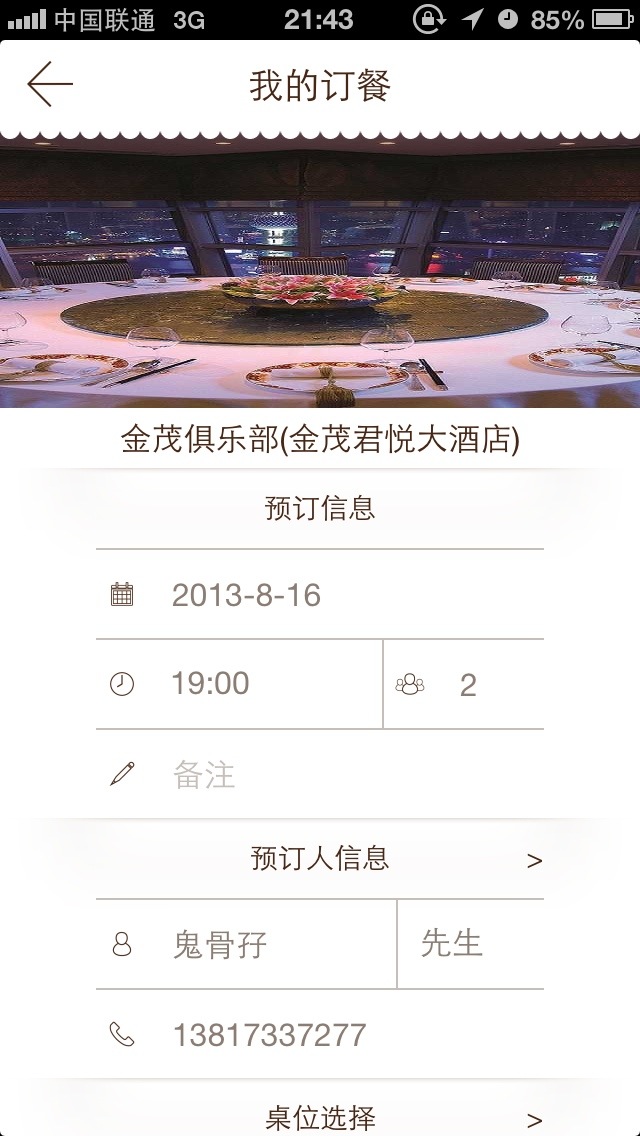 中国联通 3G 21:43 85%
我的订餐
金茂俱乐部(金茂君悦大酒店)
预订信息
2013-8-16
19:00 2
备注
预订人信息 >
鬼骨孖 先生
13817337277
桌位选择 >